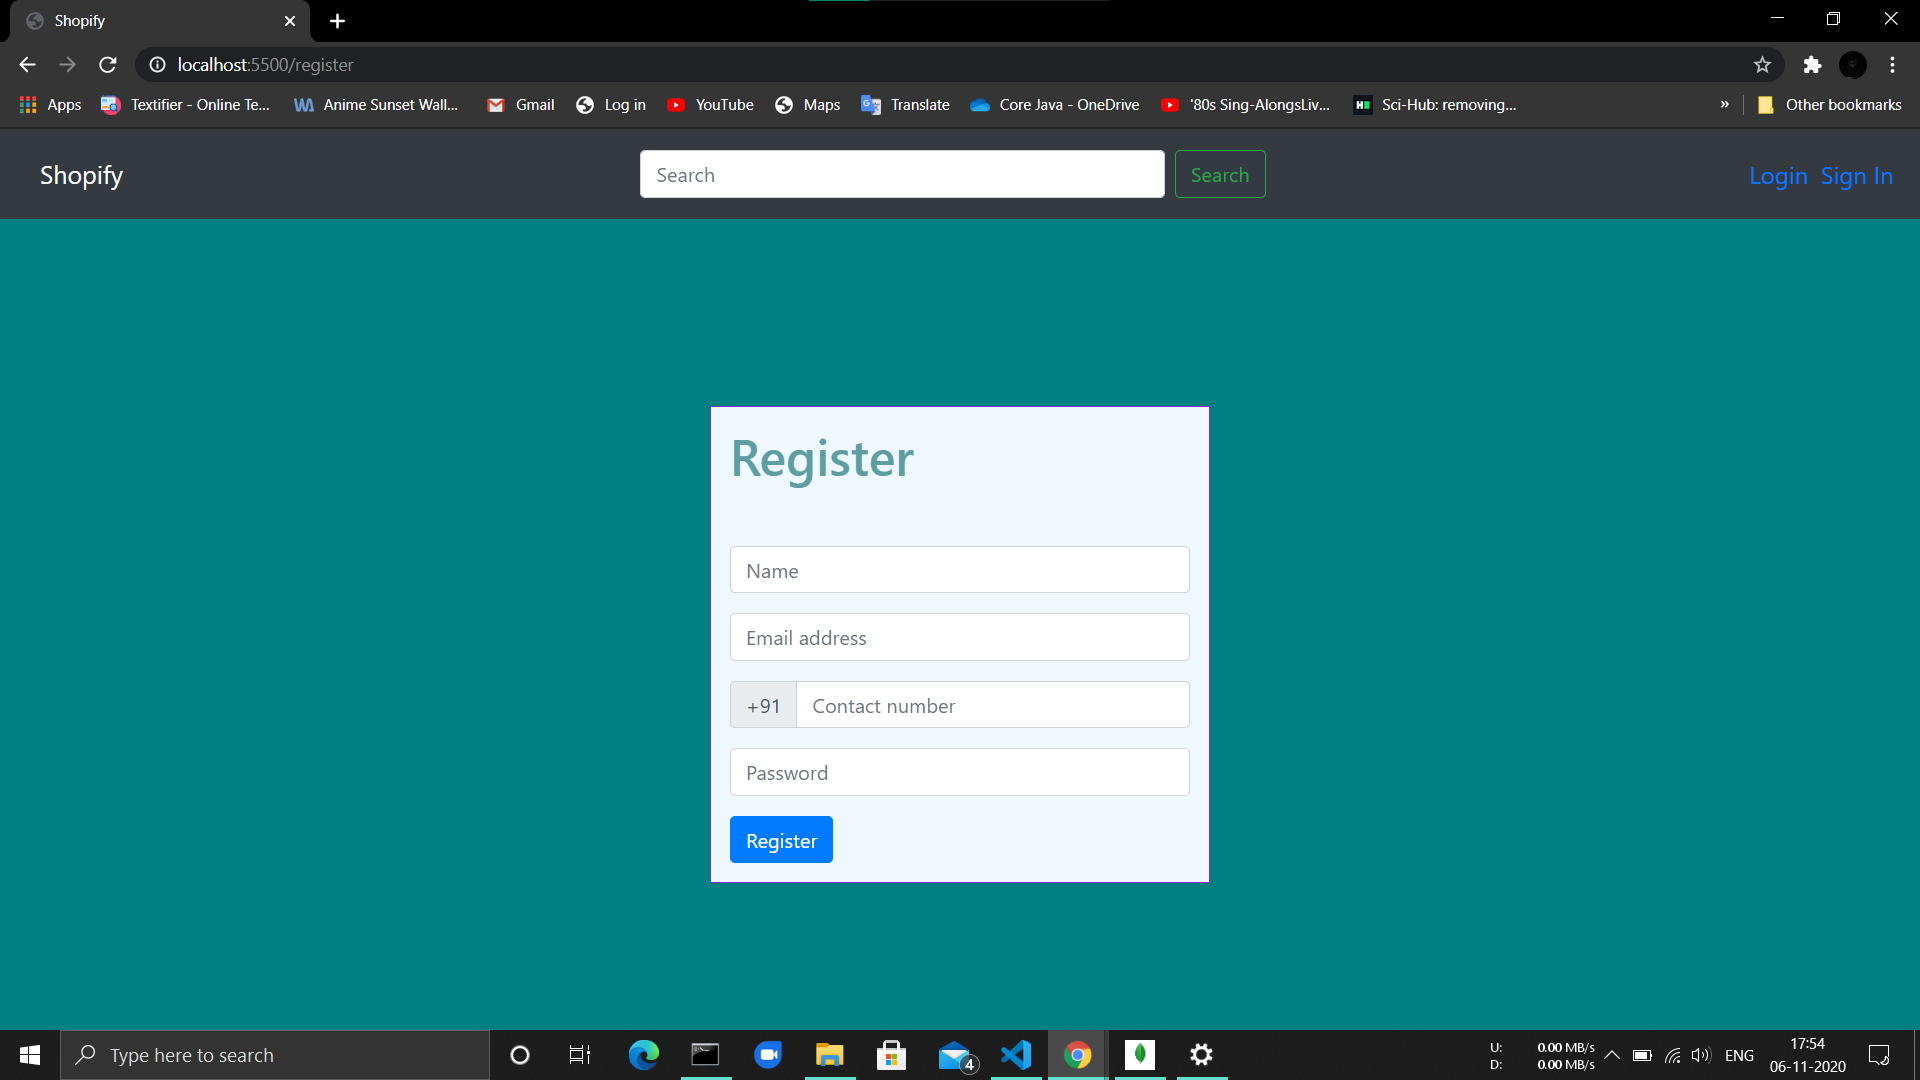 Shopify
localhost:5500/register
Apps
Textifier - Online Te...
Anime Sunset Wall...
Gmail
Log in
YouTube
Maps
Translate
Core Java - OneDrive
'80s Sing-AlongsLiv...
Sci-Hub: removing...
»
Other bookmarks
Shopify
Search
Search
Login Sign In
Register
Name
Email address
+91 Contact number
Password
Register
Type here to search
4
U: 0.00 MB/s
D: 0.00 MB/s
ENG
17:54
06-11-2020